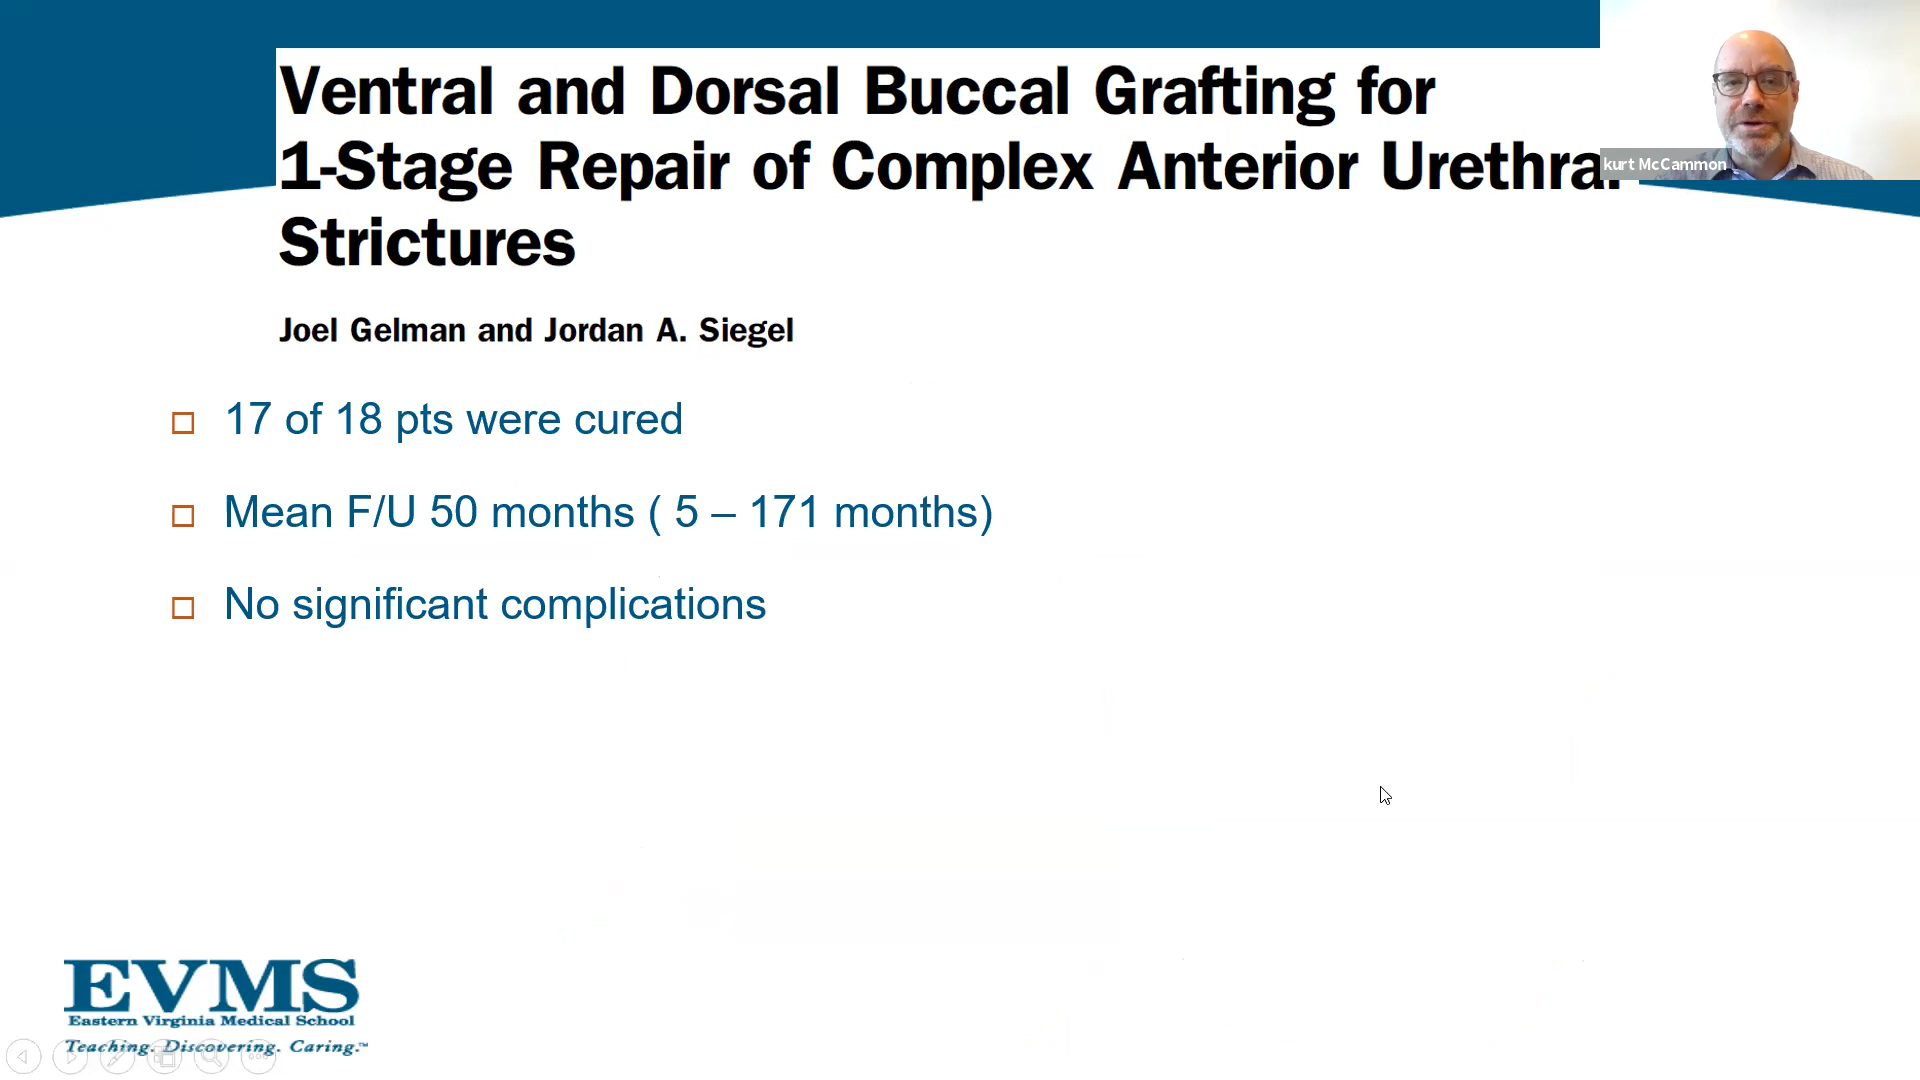 Ventral and Dorsal Buccal Grafting for
1-Stage Repair of Complex Anterior Urethral
Strictures
kurt McCammon
Joel Gelman and Jordan A. Siegel
17 of 18 pts were cured
Mean F/U 50 months ( 5 – 171 months)
No significant complications
EVMS
Eastern Virginia Medical School
Teaching. Discovering. Caring.™